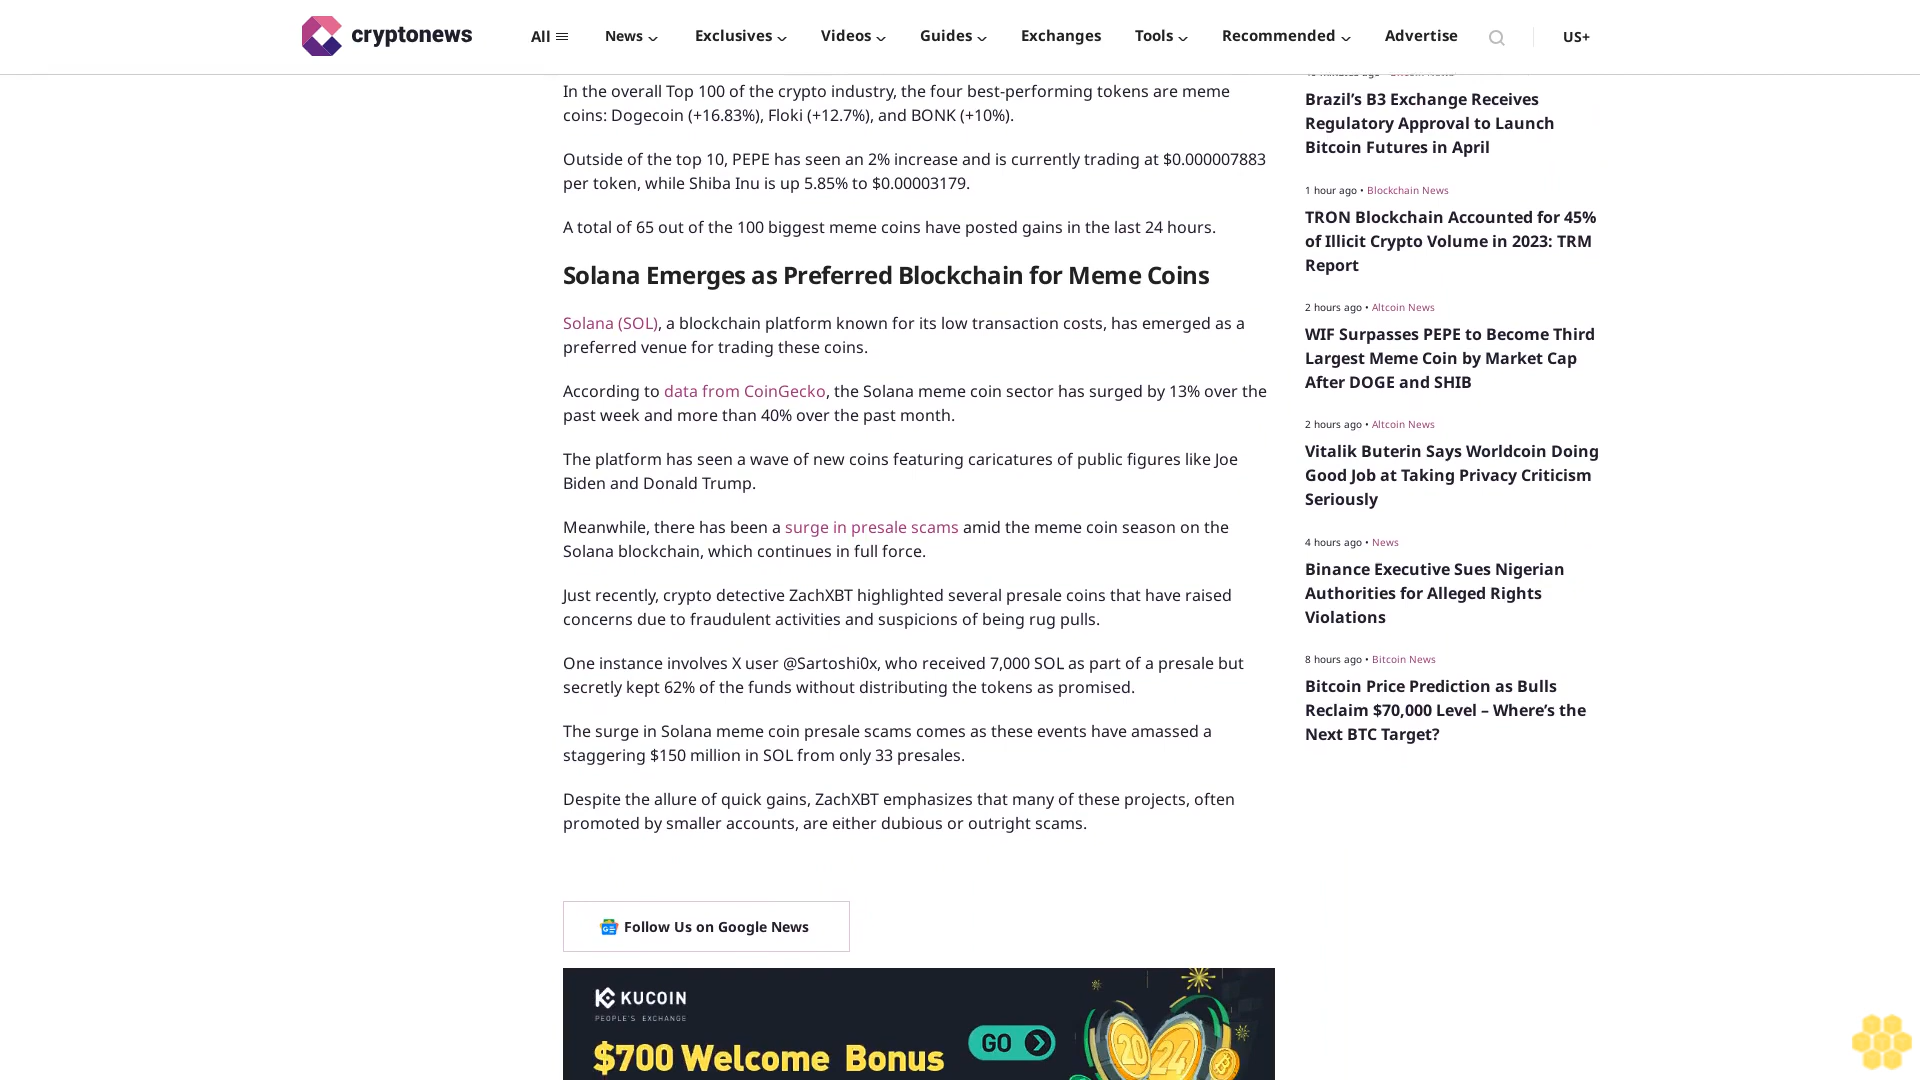 cryptonews
All
News
Exclusives
Videos
Guides
Exchanges
Tools
Recommended
Advertise
US+
In the overall Top 100 of the crypto industry, the four best-performing tokens are meme
coins: Dogecoin (+16.83%), Floki (+12.7%), and BONK (+10%).
Outside of the top 10, PEPE has seen an 2% increase and is currently trading at $0.000007883
per token, while Shiba Inu is up 5.85% to $0.00003179.
A total of 65 out of the 100 biggest meme coins have posted gains in the last 24 hours.
Solana Emerges as Preferred Blockchain for Meme Coins
Solana (SOL), a blockchain platform known for its low transaction costs, has emerged as a
preferred venue for trading these coins.
According to data from CoinGecko, the Solana meme coin sector has surged by 13% over the
past week and more than 40% over the past month.
The platform has seen a wave of new coins featuring caricatures of public figures like Joe
Biden and Donald Trump.
Meanwhile, there has been a surge in presale scams amid the meme coin season on the
Solana blockchain, which continues in full force.
Just recently, crypto detective ZachXBT highlighted several presale coins that have raised
concerns due to fraudulent activities and suspicions of being rug pulls.
One instance involves X user @Sartoshi0x, who received 7,000 SOL as part of a presale but
secretly kept 62% of the funds without distributing the tokens as promised.
The surge in Solana meme coin presale scams comes as these events have amassed a
staggering $150 million in SOL from only 33 presales.
Despite the allure of quick gains, ZachXBT emphasizes that many of these projects, often
promoted by smaller accounts, are either dubious or outright scams.
Follow Us on Google News
KUCOIN
PEOPLE'S EXCHANGE
$700 Welcome Bonus
GO
20 24
Brazil’s B3 Exchange Receives
Regulatory Approval to Launch
Bitcoin Futures in April
1 hour ago • Blockchain News
TRON Blockchain Accounted for 45%
of Illicit Crypto Volume in 2023: TRM
Report
2 hours ago • Altcoin News
WIF Surpasses PEPE to Become Third
Largest Meme Coin by Market Cap
After DOGE and SHIB
2 hours ago • Altcoin News
Vitalik Buterin Says Worldcoin Doing
Good Job at Taking Privacy Criticism
Seriously
4 hours ago • News
Binance Executive Sues Nigerian
Authorities for Alleged Rights
Violations
8 hours ago • Bitcoin News
Bitcoin Price Prediction as Bulls
Reclaim $70,000 Level – Where’s the
Next BTC Target?